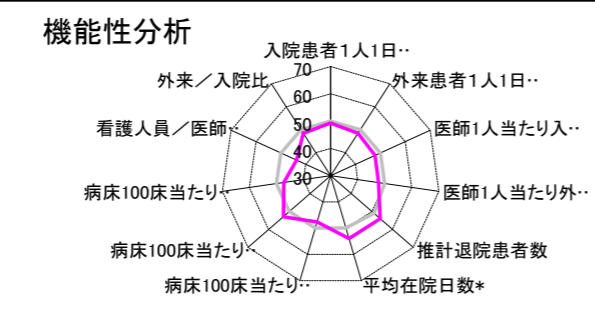 機能性分析
入院患者1人1日‥
外来患者1人1日‥
医師1人当たり入‥
医師1人当たり外‥
推計退院患者数
平均在院日数*
病床100床当たり‥
病床100床当たり‥
病床100床当たり‥
看護人員／医師‥
外来／入院比
70
60
50
40
30